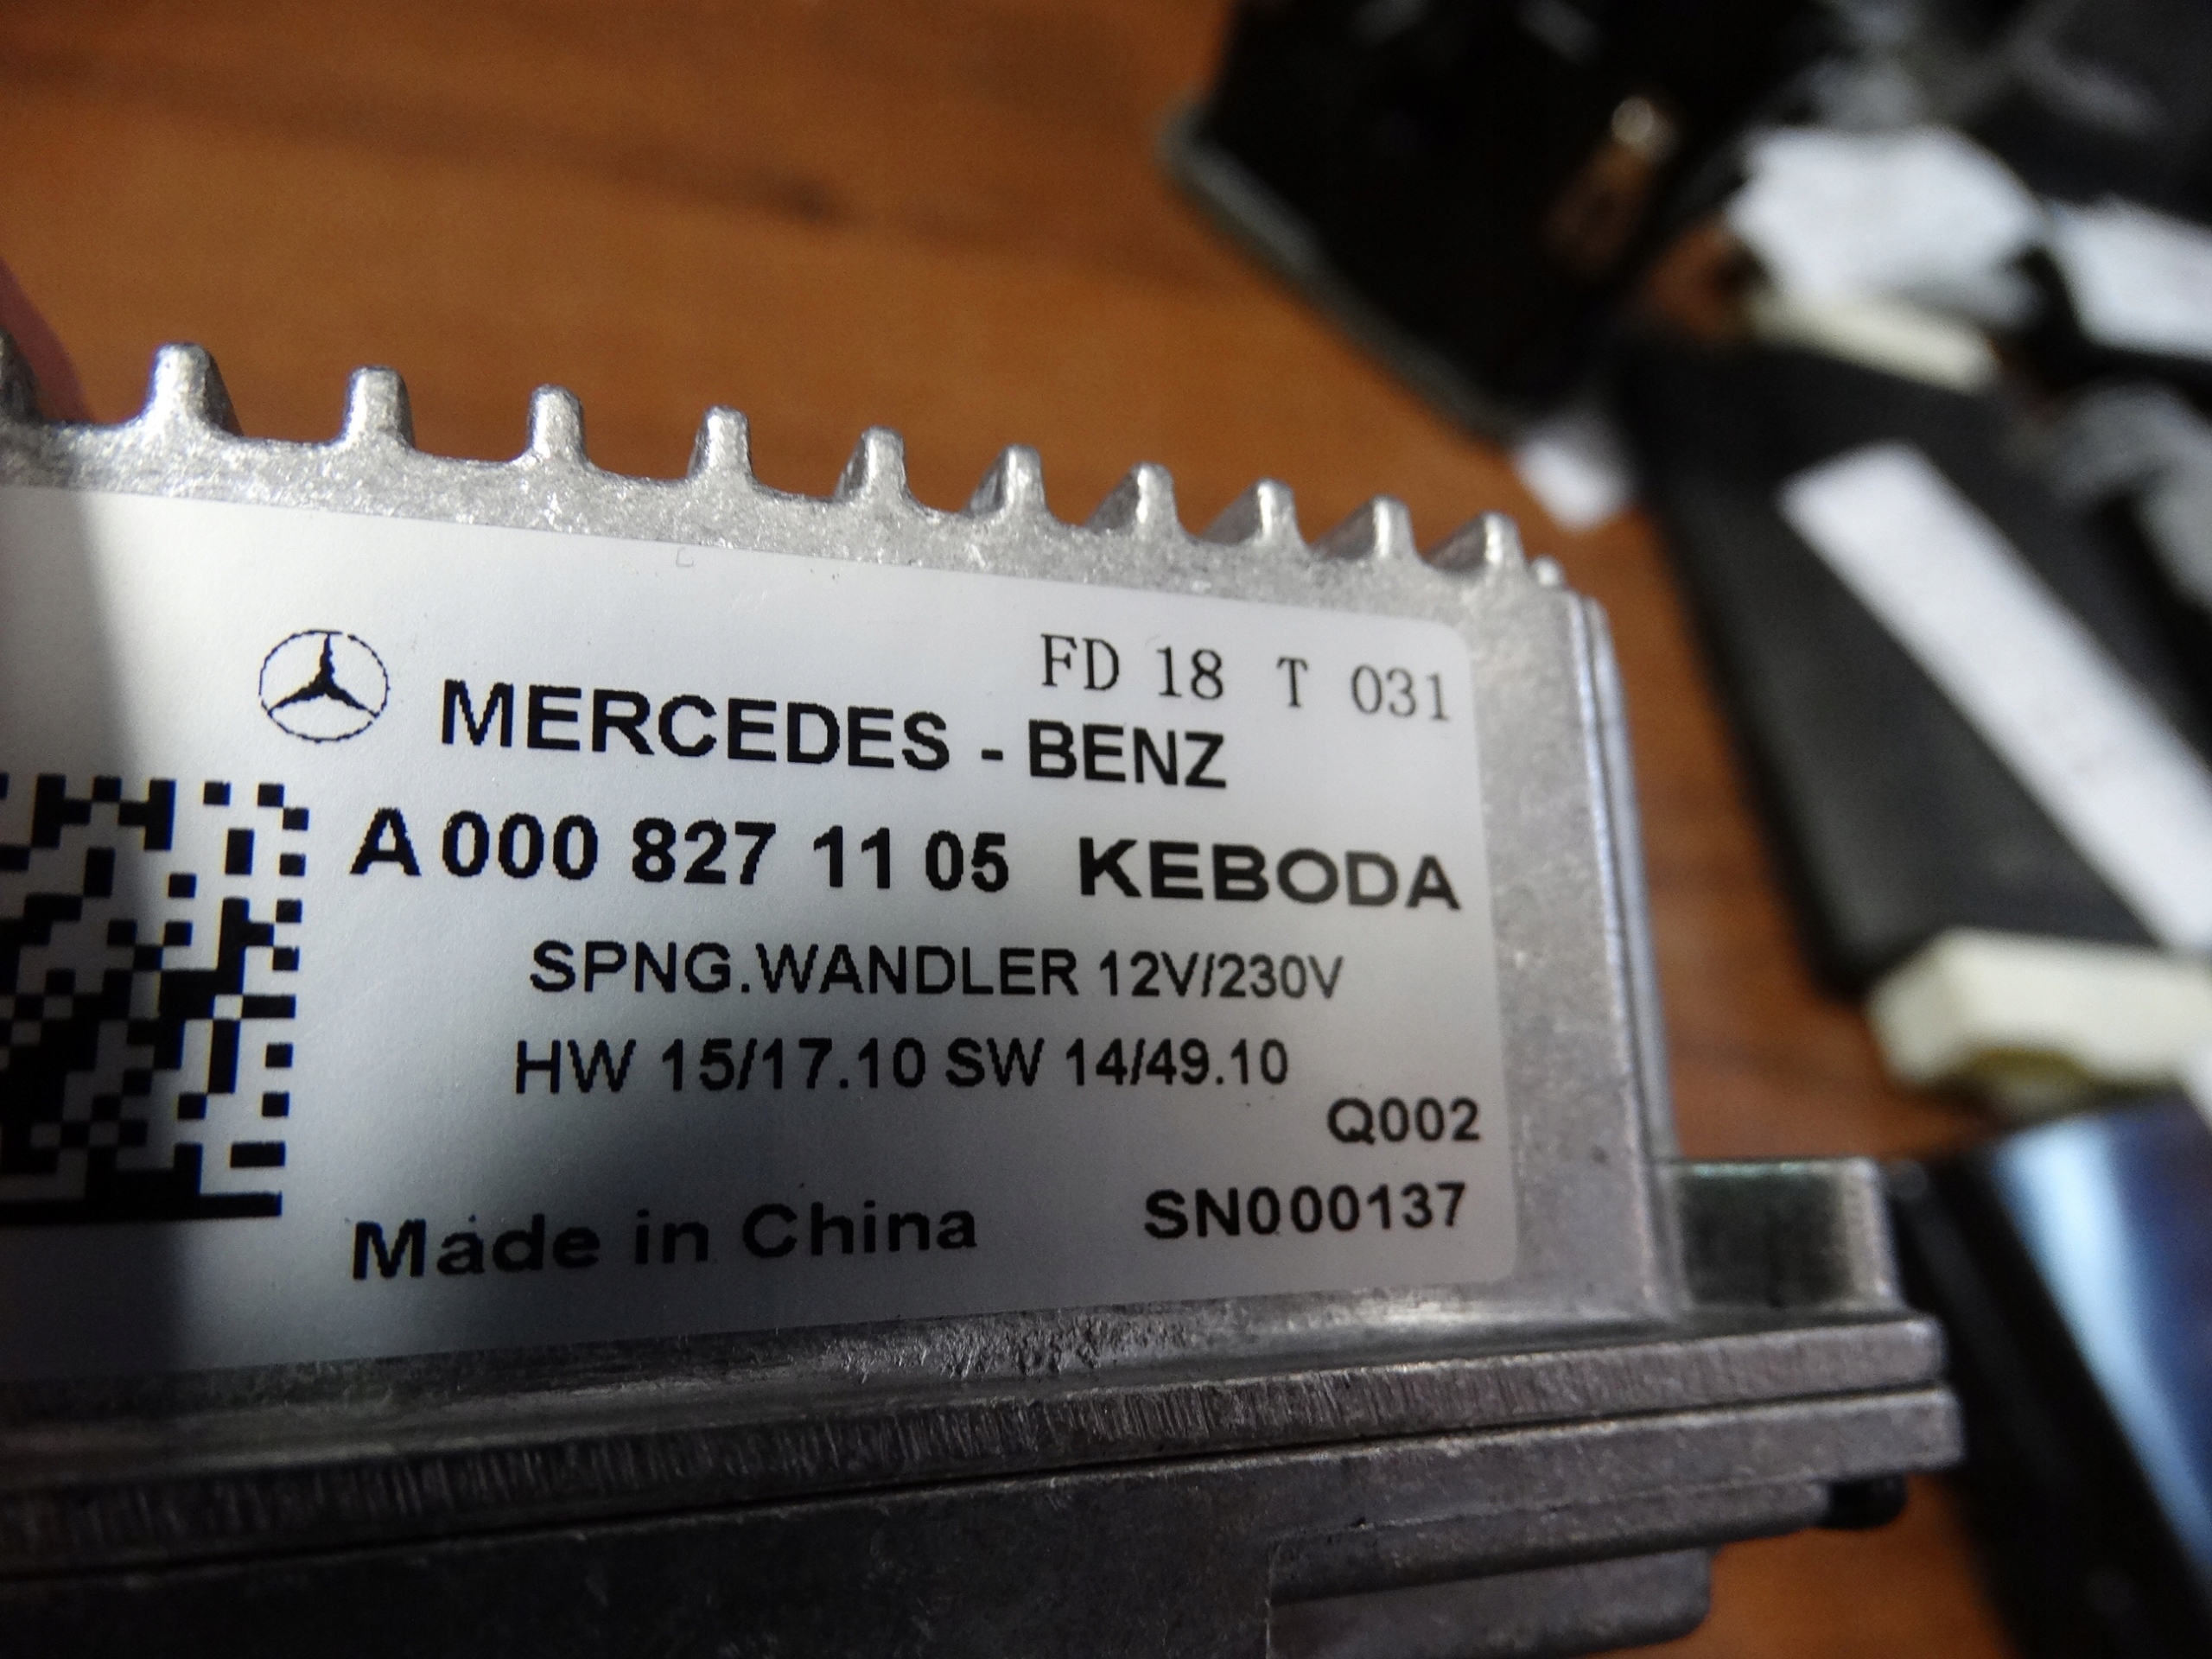 FD 18 T 031
MERCEDES - BENZ
A 000 827 11 05 KEBODA
SPNG.WANDLER 12V/230V
HW 15/17.10 SW 14/49.10
Q002
Made in China SN000137